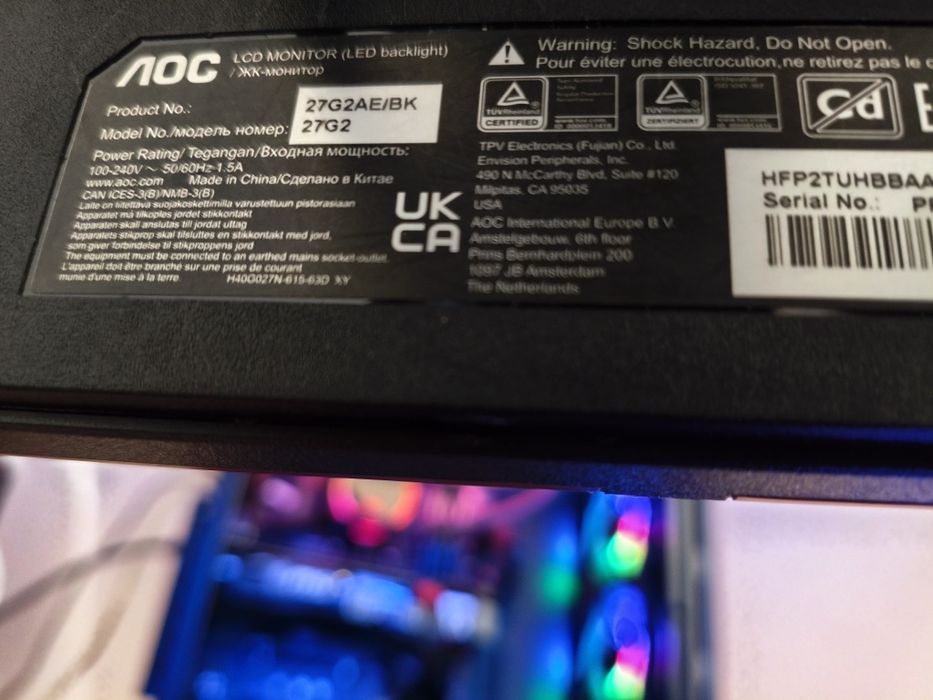 AOC LCD MONITOR (LED backlight)
/ ЖК-монитор
Product No.: 27G2AE/BK
Model No./модель номер: 27G2
Power Rating/ Tegangan/Входная мощность:
100-240V ~ 50/60Hz 1.5A
www.aoc.com Made in China/Сделано в Китае
CAN ICES-3(B)/NMB-3(B)
Laite on liitettävä suojakoskettimilla varustettuun pistorasiaan
Apparatet må tilkoples jordet stikkontakt
Apparaten skall anslutas till jordat uttag
Apparatets stikprop skal tilsluttes en stikkontakt med jord,
som giver forbindelse til stikproppens jord
The equipment must be connected to an earthed mains socket-outlet.
L'appareil doit être branché sur une prise de courant
munie d'une mise à la terre. H40G027N-615-63D XY
UK
CA
Warning: Shock Hazard, Do Not Open.
Pour éviter une électrocution, ne retirez pas le
TÜVRheinland
CERTIFIED
TÜVRheinland
ZERTIFIZIERT
Cd
TPV Electronics (Fujian) Co., Ltd.
Envision Peripherals, Inc.
490 N McCarthy Blvd, Suite #120
Milpitas, CA 95035
USA
AOC International Europe B.V.
Amstelgebouw, 6th floor
Prins Bernhardplein 200
1097 JB Amsterdam
The Netherlands
HFP2TUHBBAA
Serial No.: